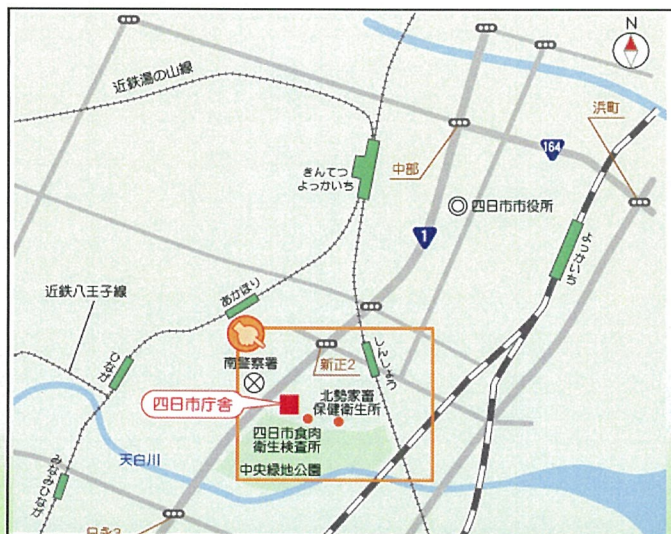 N
近鉄湯の山線
浜町
164
中部
きんてつ
よっかいち
四日市市役所
1
よっかいち
あかほり
近鉄八王子線
ひなが
南警察署
新正2
しんしょう
四日市庁舎
北勢家畜
保健衛生所
四日市食肉
衛生検査所
天白川
中央緑地公園
みなみひなが